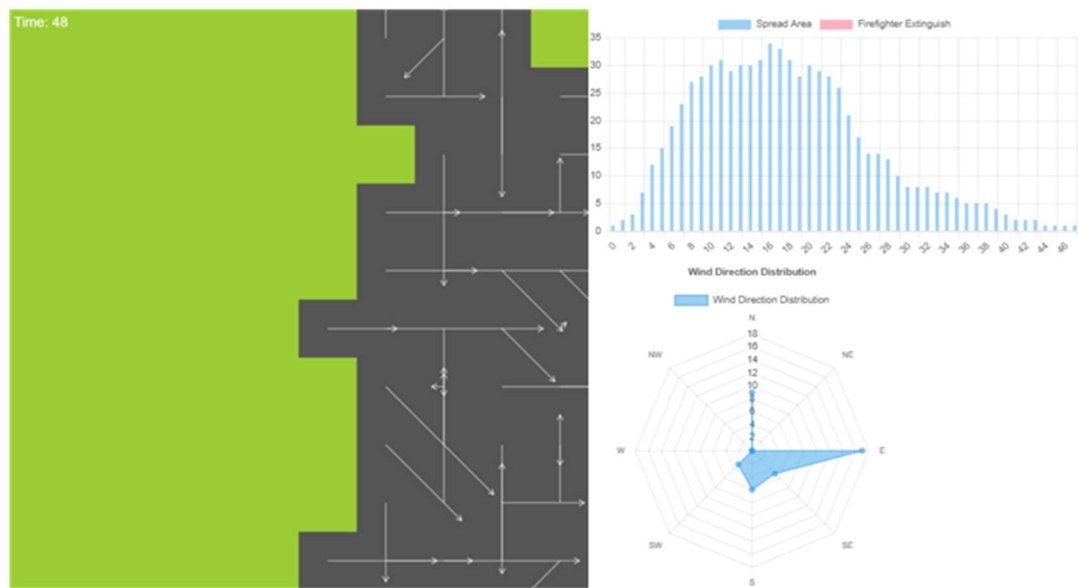 Time: 48
Spread Area
Firefighter Extinguish
35
30
25
20
15
10
5
0
0 2 4 6 8 10 12 14 16 18 20 22 24 26 28 30 32 34 36 38 40 42 44 46
Wind Direction Distribution
Wind Direction Distribution
N
NW
NE
18
16
14
12
10
8
6
4
2
W
E
SW
SE
S